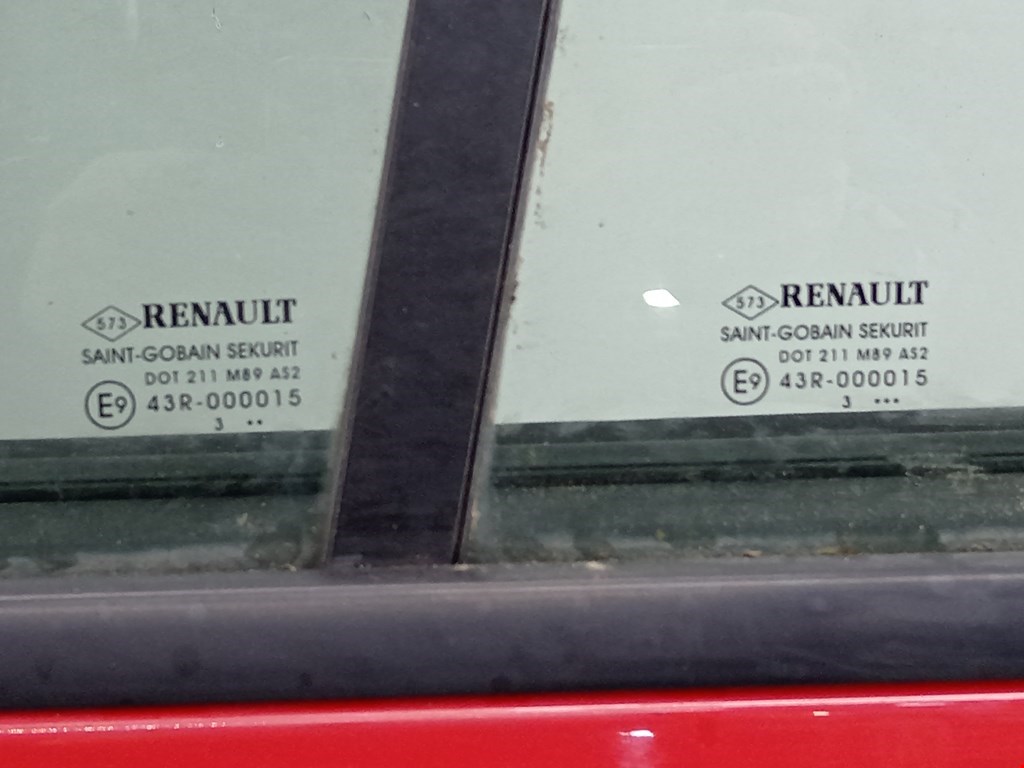 573 RENAULT
SAINT-GOBAIN SEKURIT
DOT 211 M89 AS2
E9 43R-000015
3 ••
573 RENAULT
SAINT-GOBAIN SEKURIT
DOT 211 M89 AS2
E9 43R-000015
3 •••